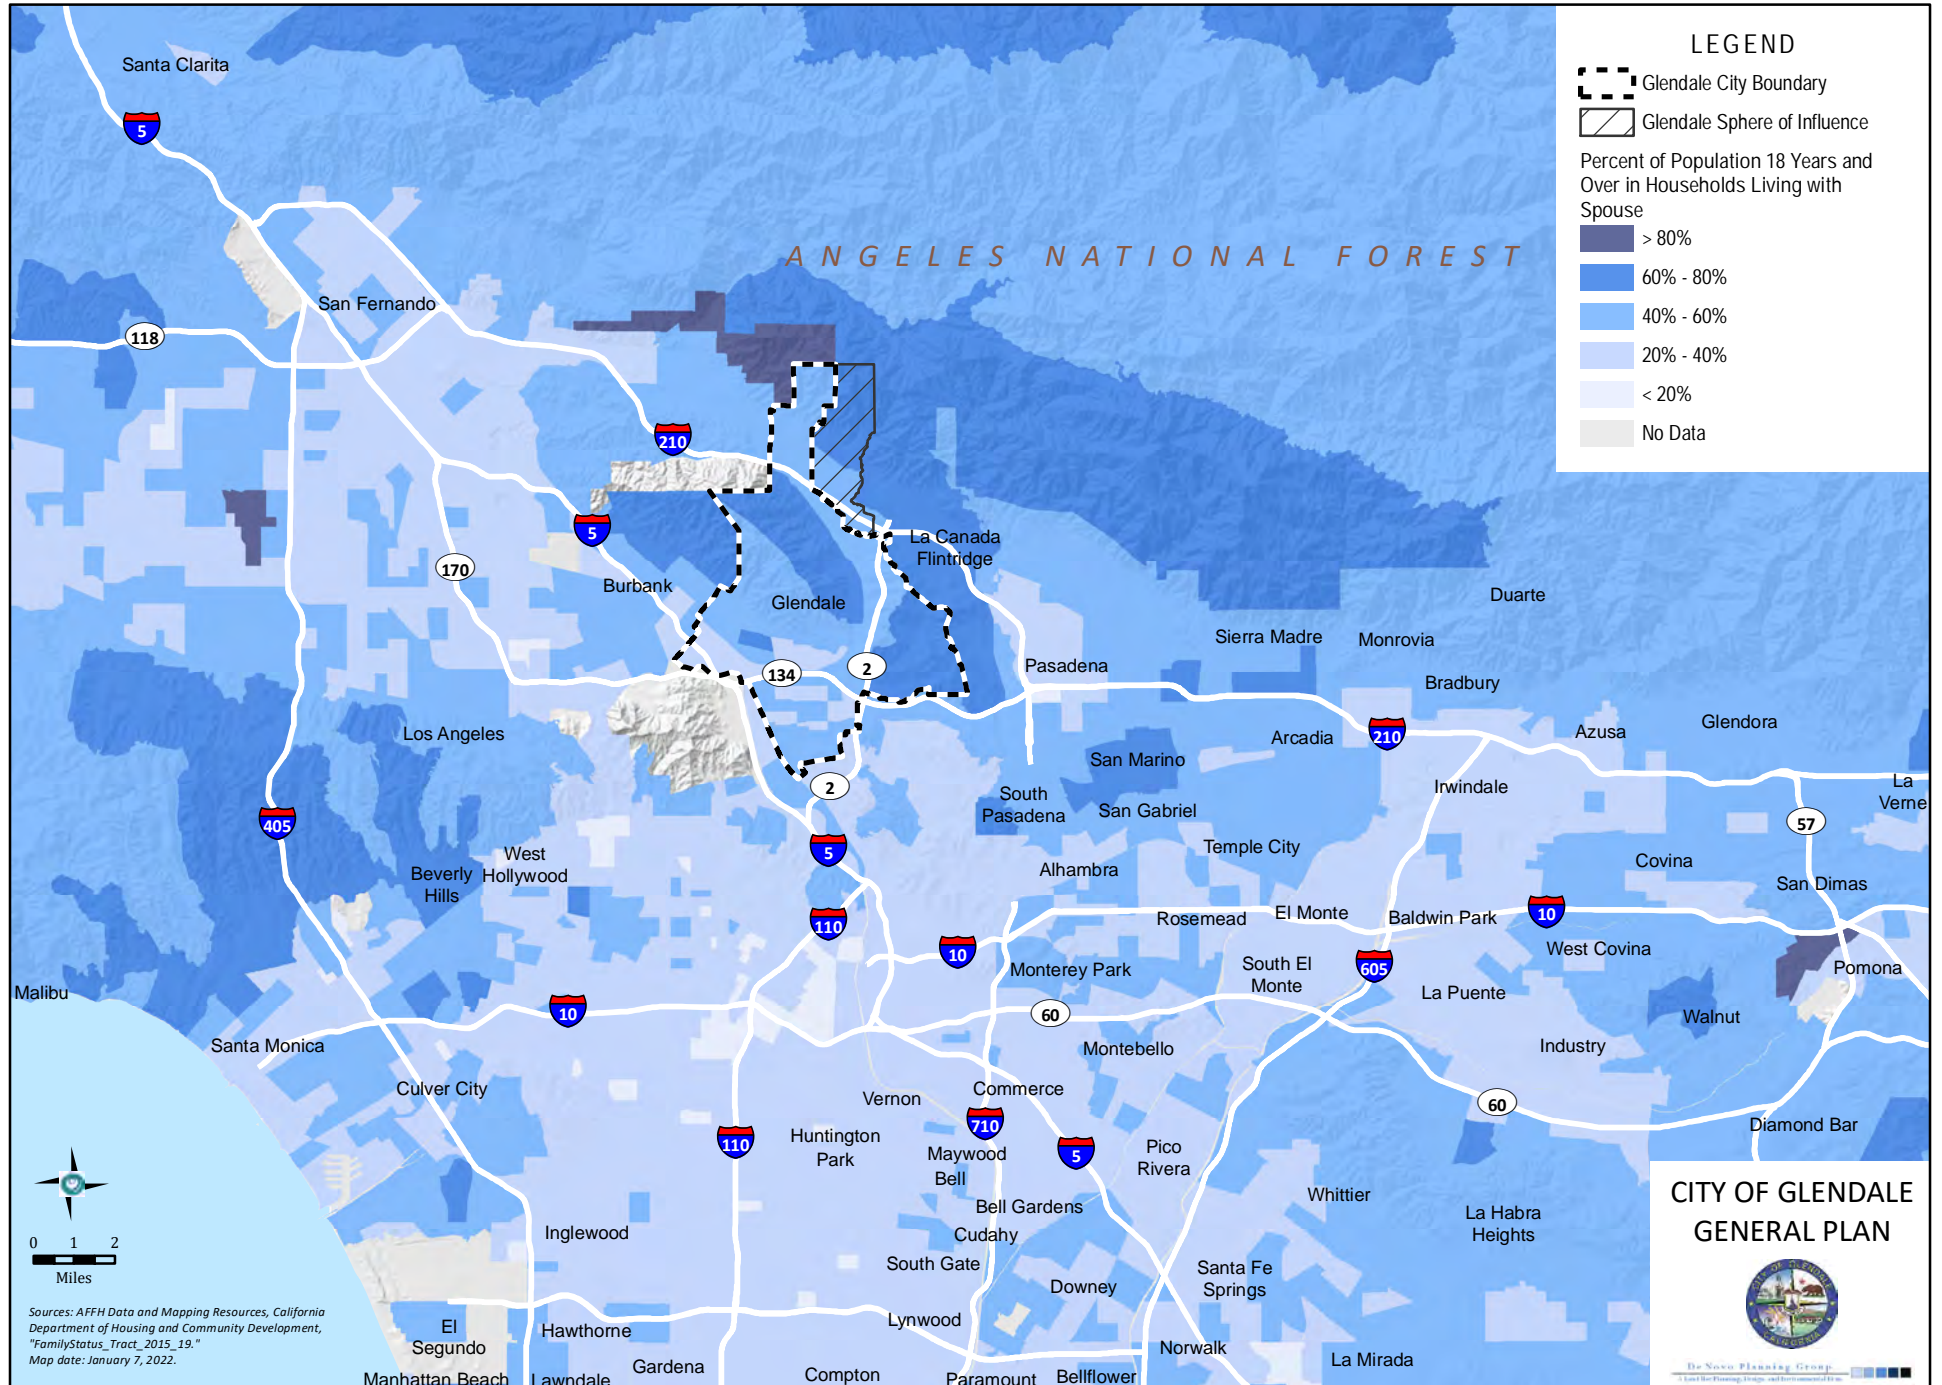 LEGEND
Glendale City Boundary
Glendale Sphere of Influence
Percent of Population 18 Years and
Over in Households Living with
Spouse
> 80%
60% - 80%
40% - 60%
20% - 40%
< 20%
No Data
Santa Clarita
5
ANGELES NATIONAL FOREST
San Fernando
118
210
5
170
La Canada
Flintridge
Burbank
Glendale
Duarte
Sierra Madre
Monrovia
134
2
Pasadena
Bradbury
Los Angeles
210
Arcadia
Azusa
Glendora
San Marino
2
Irwindale
La
Verne
South
Pasadena
San Gabriel
405
57
5
West
Hollywood
Temple City
Covina
Beverly
Hills
Alhambra
San Dimas
110
Rosemead
El Monte
Baldwin Park
10
10
West Covina
Monterey Park
South El
Monte
605
Pomona
Malibu
La Puente
10
60
Walnut
Santa Monica
Montebello
Industry
Culver City
Commerce
Vernon
60
710
Diamond Bar
110
Huntington
Park
Maywood
5
Pico
Rivera
Bell
Whittier
Bell Gardens
La Habra
Heights
Inglewood
Cudahy
South Gate
Santa Fe
Springs
Downey
El
Segundo
Hawthorne
Lynwood
Norwalk
La Mirada
Gardena
Compton
Manhattan Beach
Lawndale
Paramount
Bellflower
0 1 2
Miles
Sources: AFFH Data and Mapping Resources, California
Department of Housing and Community Development,
"FamilyStatus_Tract_2015_19."
Map date: January 7, 2022.
CITY OF GLENDALE
GENERAL PLAN
CITY OF GLENDALE
CALIFORNIA
De Novo Planning Group